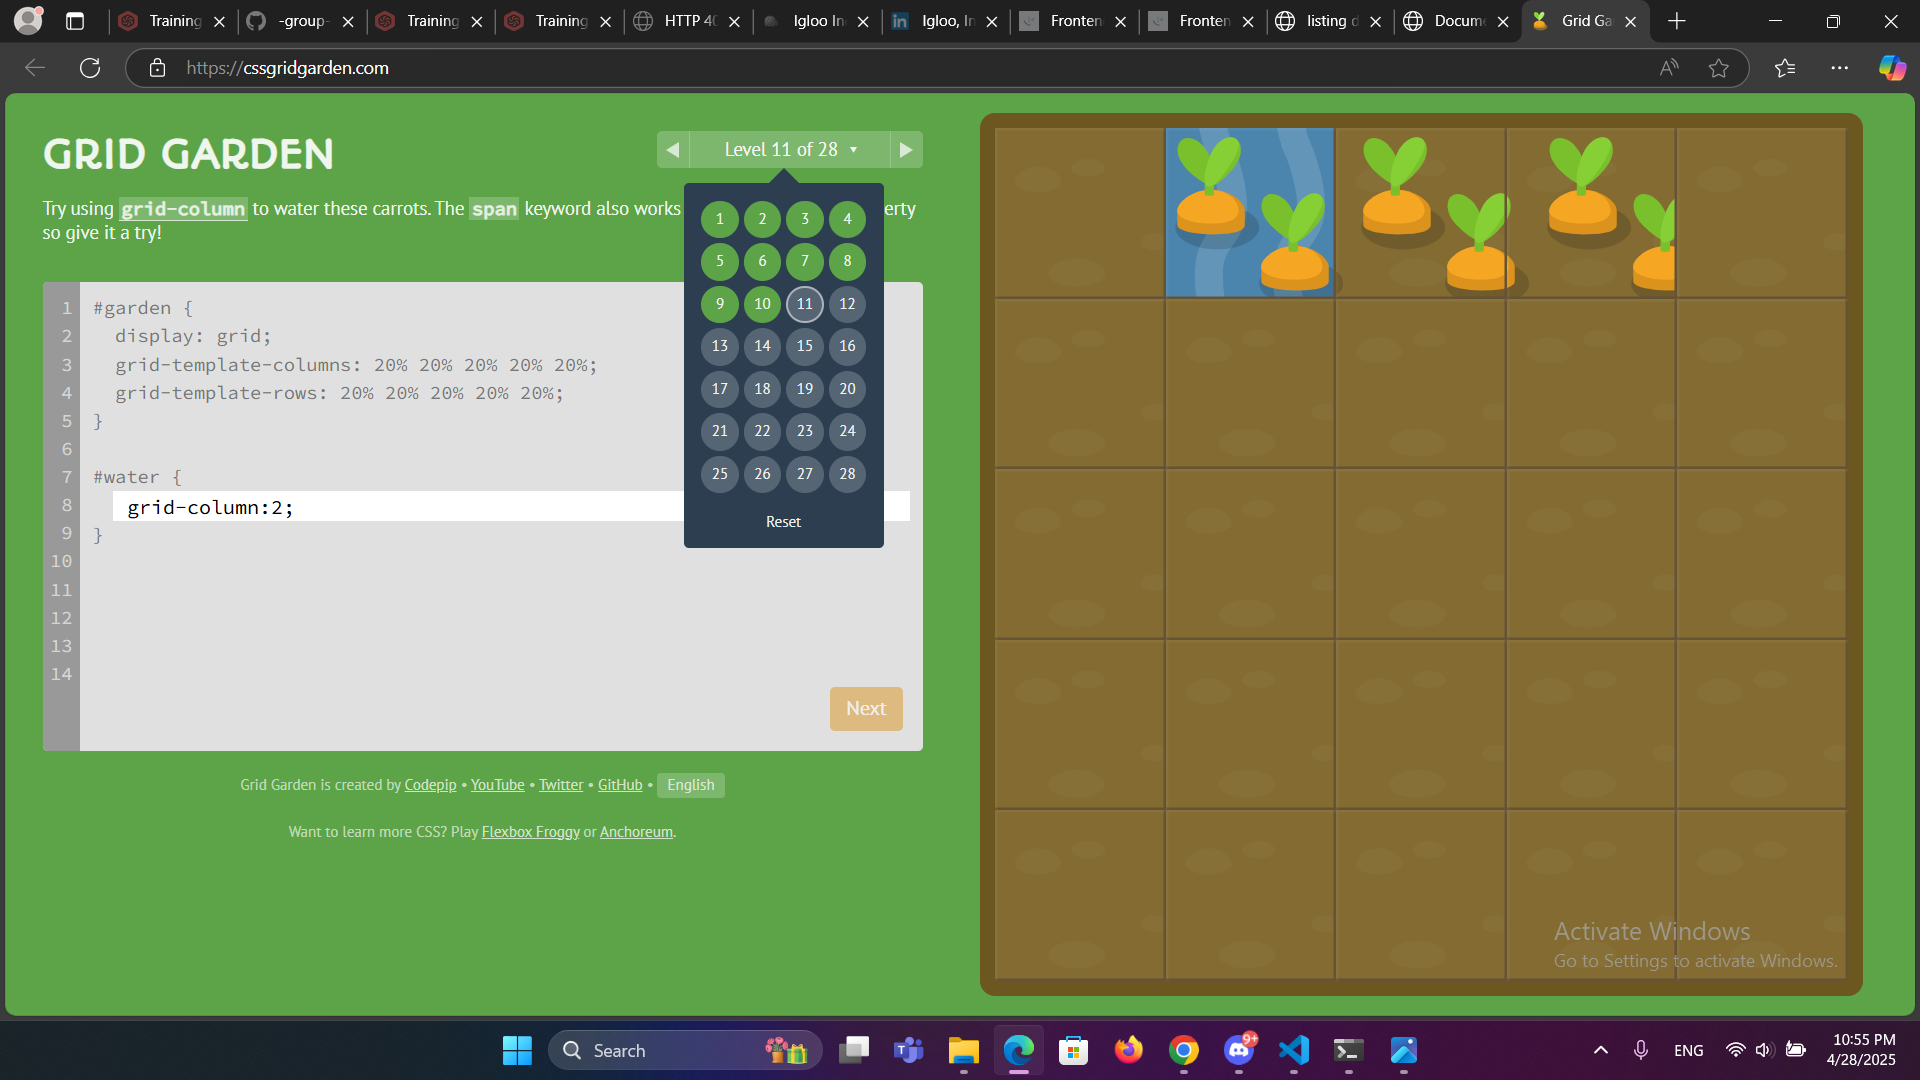 Training
-group-
Training
Training
HTTP 40
Igloo In
Igloo, In
Fronten
Fronten
listing d
Docum
Grid Ga
https://cssgridgarden.com
GRID GARDEN
Level 11 of 28
Try using grid-column to water these carrots. The span keyword also works erty
so give it a try!
1 2 3 4
5 6 7 8
9 10 11 12
13 14 15 16
17 18 19 20
21 22 23 24
25 26 27 28
Reset
1 #garden {
2 display: grid;
3 grid-template-columns: 20% 20% 20% 20% 20%;
4 grid-template-rows: 20% 20% 20% 20% 20%;
5 }
6
7 #water {
8 grid-column:2;
9 }
10
11
12
13
14
Next
Grid Garden is created by Codepip • YouTube • Twitter • GitHub • English
Want to learn more CSS? Play Flexbox Froggy or Anchoreum.
Activate Windows
Go to Settings to activate Windows.
Search
9+
ENG
10:55 PM
4/28/2025